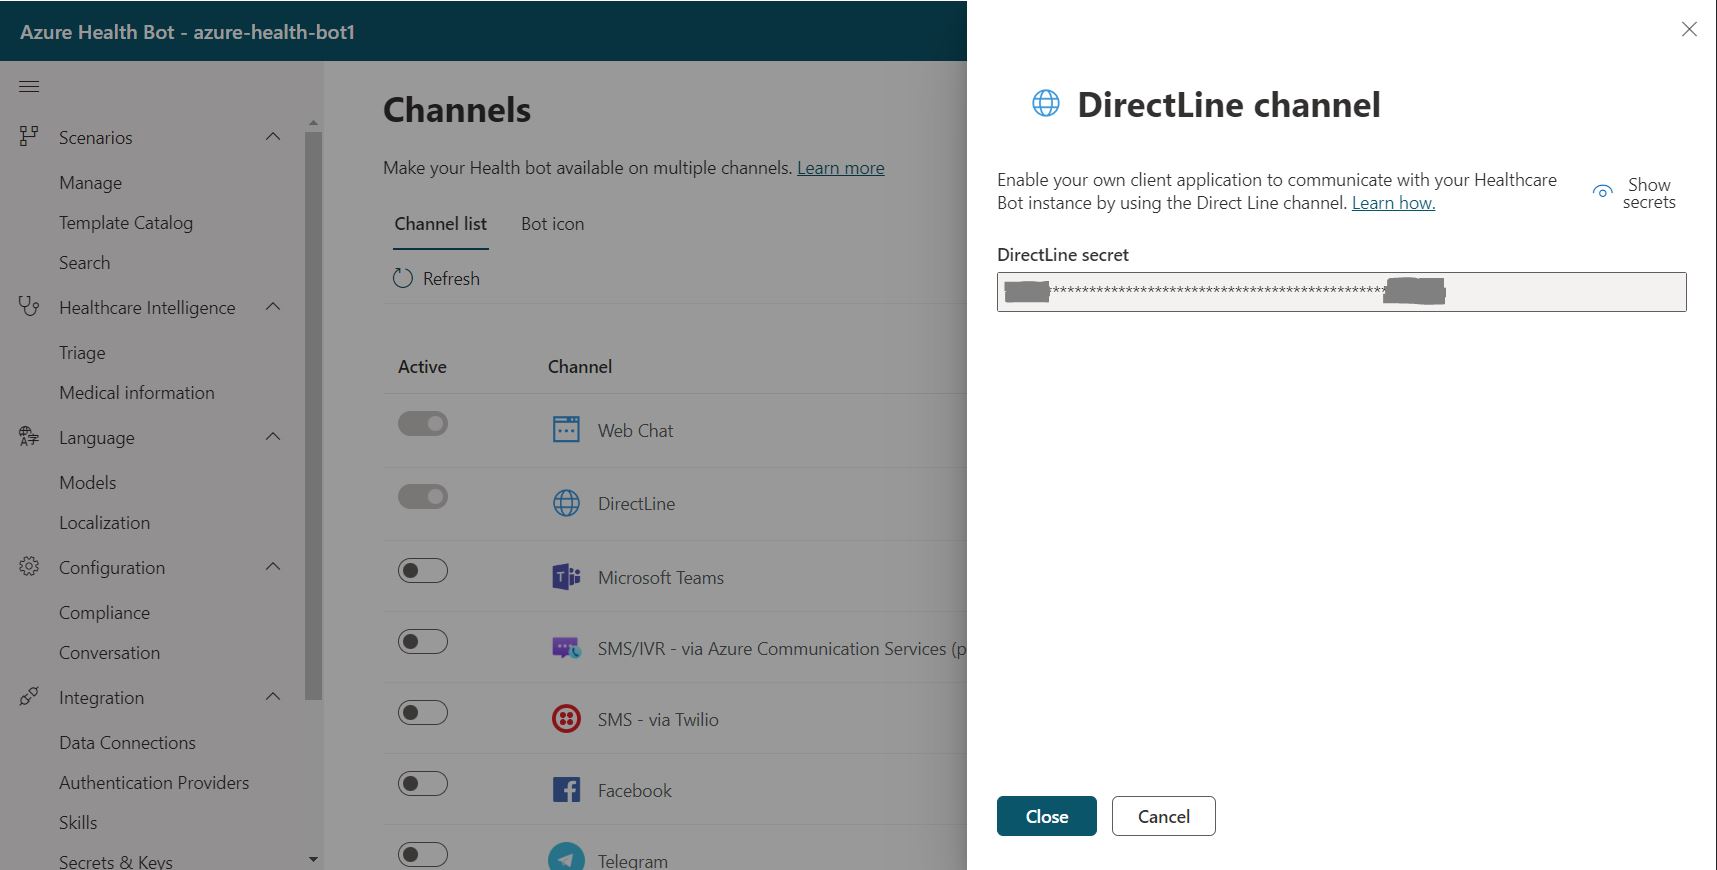 Azure Health Bot - azure-health-bot1
Scenarios
Manage
Template Catalog
Search
Healthcare Intelligence
Triage
Medical information
Language
Models
Localization
Configuration
Compliance
Conversation
Integration
Data Connections
Authentication Providers
Skills
Secrets & Keys
Channels
Make your Health bot available on multiple channels. Learn more
Channel list Bot icon
Refresh
Active Channel
Web Chat
DirectLine
Microsoft Teams
SMS/IVR - via Azure Communication Services (p
SMS - via Twilio
Facebook
Telegram
DirectLine channel
Enable your own client application to communicate with your Healthcare
Bot instance by using the Direct Line channel. Learn how.
Show
secrets
DirectLine secret
Close Cancel